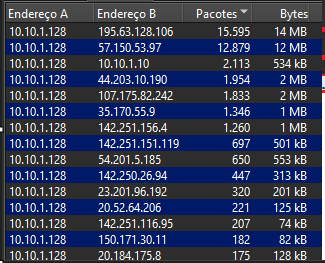 Endereço A Endereço B Pacotes Bytes
10.10.1.128 195.63.128.106 15.595 14 MB
10.10.1.128 57.150.53.97 12.879 12 MB
10.10.1.128 10.10.1.10 2.113 534 kB
10.10.1.128 44.203.10.190 1.954 2 MB
10.10.1.128 107.175.82.242 1.833 2 MB
10.10.1.128 35.170.55.9 1.346 1 MB
10.10.1.128 142.251.156.4 1.260 1 MB
10.10.1.128 142.251.151.119 697 501 kB
10.10.1.128 54.201.5.185 650 553 kB
10.10.1.128 142.250.26.94 447 313 kB
10.10.1.128 23.201.96.192 320 201 kB
10.10.1.128 20.52.64.206 221 125 kB
10.10.1.128 142.251.116.95 207 74 kB
10.10.1.128 150.171.30.11 182 82 kB
10.10.1.128 20.184.175.8 175 128 kB